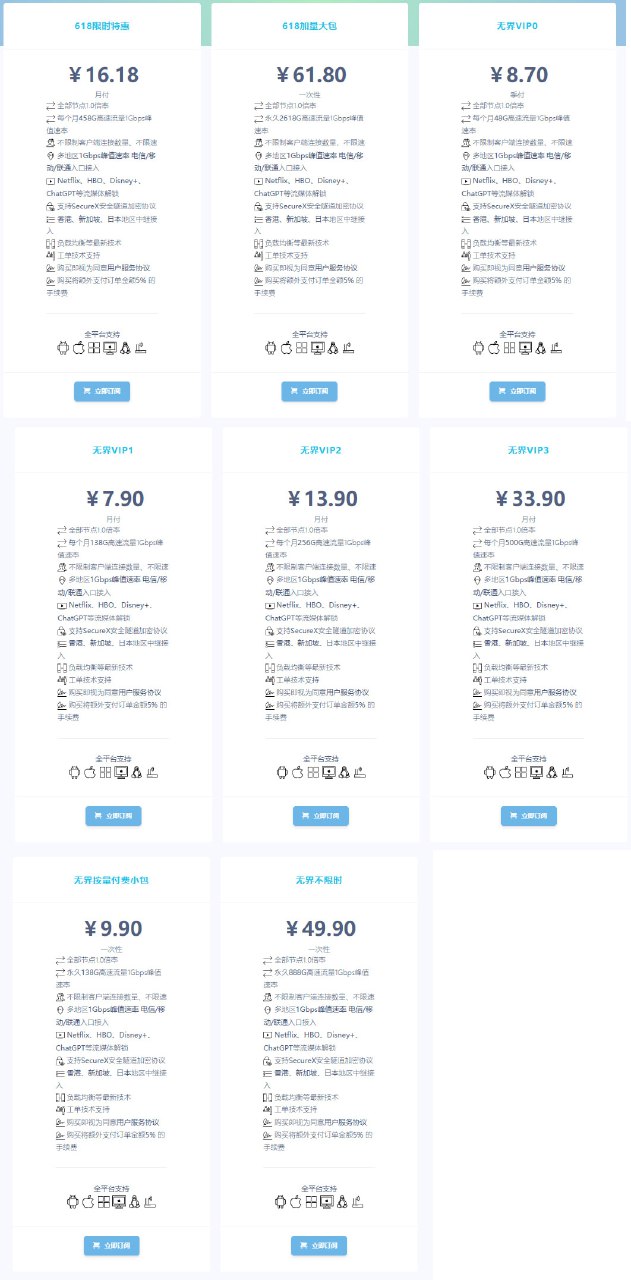 618限时特惠
¥16.18
月付
全部节点1.0倍率
每个月458G高速流量1Gbps峰
值速率
不限制客户端连接数量、不限速
多地区1Gbps峰值速率 电信/移
动/联通入口接入
Netflix、HBO、Disney+、
ChatGPT等流媒体解锁
支持SecureX安全隧道加密协议
香港、新加坡、日本地区中继接
入
负载均衡等最新技术
工单技术支持
购买即视为同意用户服务协议
购买将额外支付订单金额5% 的
手续费
全平台支持
立即订阅
618加量大包
¥61.80
一次性
全部节点1.0倍率
永久2618G高速流量1Gbps峰值
速率
不限制客户端连接数量、不限速
多地区1Gbps峰值速率 电信/移
动/联通入口接入
Netflix、HBO、Disney+、
ChatGPT等流媒体解锁
支持SecureX安全隧道加密协议
香港、新加坡、日本地区中继接
入
负载均衡等最新技术
工单技术支持
购买即视为同意用户服务协议
购买将额外支付订单金额5% 的
手续费
全平台支持
立即订阅
无界VIP0
¥8.70
季付
全部节点1.0倍率
每个月48G高速流量1Gbps峰值
速率
不限制客户端连接数量、不限速
多地区1Gbps峰值速率 电信/移
动/联通入口接入
Netflix、HBO、Disney+、
ChatGPT等流媒体解锁
支持SecureX安全隧道加密协议
香港、新加坡、日本地区中继接
入
负载均衡等最新技术
工单技术支持
购买即视为同意用户服务协议
购买将额外支付订单金额5% 的
手续费
全平台支持
立即订阅
无界VIP1
¥7.90
月付
全部节点1.0倍率
每个月138G高速流量1Gbps峰
值速率
不限制客户端连接数量、不限速
多地区1Gbps峰值速率 电信/移
动/联通入口接入
Netflix、HBO、Disney+、
ChatGPT等流媒体解锁
支持SecureX安全隧道加密协议
香港、新加坡、日本地区中继接
入
负载均衡等最新技术
工单技术支持
购买即视为同意用户服务协议
购买将额外支付订单金额5% 的
手续费
全平台支持
立即订阅
无界VIP2
¥13.90
月付
全部节点1.0倍率
每个月256G高速流量1Gbps峰
值速率
不限制客户端连接数量、不限速
多地区1Gbps峰值速率 电信/移
动/联通入口接入
Netflix、HBO、Disney+、
ChatGPT等流媒体解锁
支持SecureX安全隧道加密协议
香港、新加坡、日本地区中继接
入
负载均衡等最新技术
工单技术支持
购买即视为同意用户服务协议
购买将额外支付订单金额5% 的
手续费
全平台支持
立即订阅
无界VIP3
¥33.90
月付
全部节点1.0倍率
每个月500G高速流量1Gbps峰
值速率
不限制客户端连接数量、不限速
多地区1Gbps峰值速率 电信/移
动/联通入口接入
Netflix、HBO、Disney+、
ChatGPT等流媒体解锁
支持SecureX安全隧道加密协议
香港、新加坡、日本地区中继接
入
负载均衡等最新技术
工单技术支持
购买即视为同意用户服务协议
购买将额外支付订单金额5% 的
手续费
全平台支持
立即订阅
无界按量付费小包
¥9.90
一次性
全部节点1.0倍率
永久138G高速流量1Gbps峰值
速率
不限制客户端连接数量、不限速
多地区1Gbps峰值速率 电信/移
动/联通入口接入
Netflix、HBO、Disney+、
ChatGPT等流媒体解锁
支持SecureX安全隧道加密协议
香港、新加坡、日本地区中继接
入
负载均衡等最新技术
工单技术支持
购买即视为同意用户服务协议
购买将额外支付订单金额5% 的
手续费
全平台支持
立即订阅
无界不限时
¥49.90
一次性
全部节点1.0倍率
永久888G高速流量1Gbps峰值
速率
不限制客户端连接数量、不限速
多地区1Gbps峰值速率 电信/移
动/联通入口接入
Netflix、HBO、Disney+、
ChatGPT等流媒体解锁
支持SecureX安全隧道加密协议
香港、新加坡、日本地区中继接
入
负载均衡等最新技术
工单技术支持
购买即视为同意用户服务协议
购买将额外支付订单金额5% 的
手续费
全平台支持
立即订阅